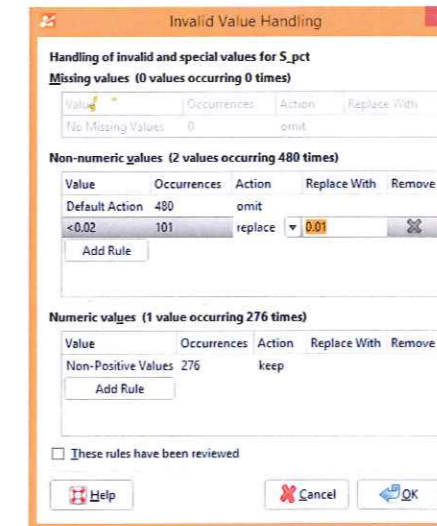 Invalid Value Handling
Handling of invalid and special values for S_pct
Missing values (0 values occurring 0 times)
Value Occurrences Action Replace With
No Missing Values 0 omit
Non-numeric values (2 values occurring 480 times)
Value Occurrences Action Replace With Remove
Default Action 480 omit
<0.02 101 replace 0.01
Add Rule
Numeric values (1 value occurring 276 times)
Value Occurrences Action Replace With Remove
Non-Positive Values 276 keep
Add Rule
These rules have been reviewed
Help Cancel OK